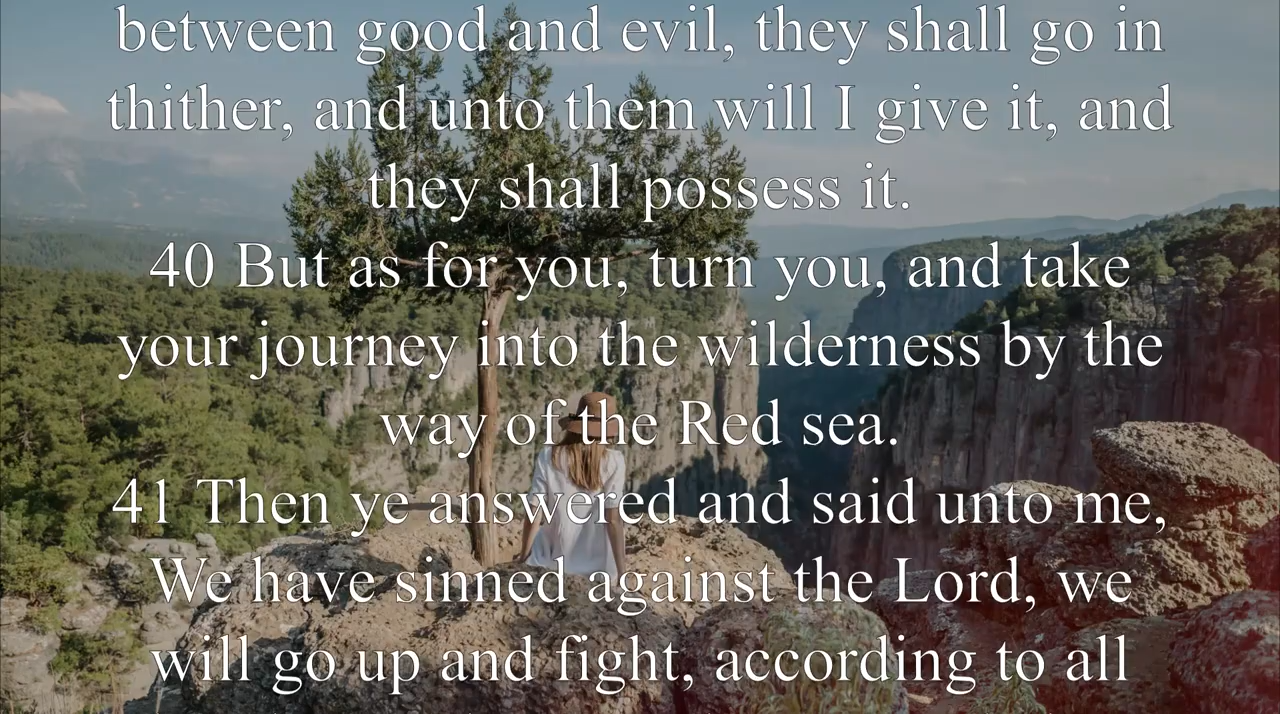 between good and evil, they shall go in
thither, and unto them will I give it, and
they shall possess it.
40 But as for you, turn you, and take
your journey into the wilderness by the
way of the Red sea.
41 Then ye answered and said unto me,
We have sinned against the Lord, we
will go up and fight, according to all